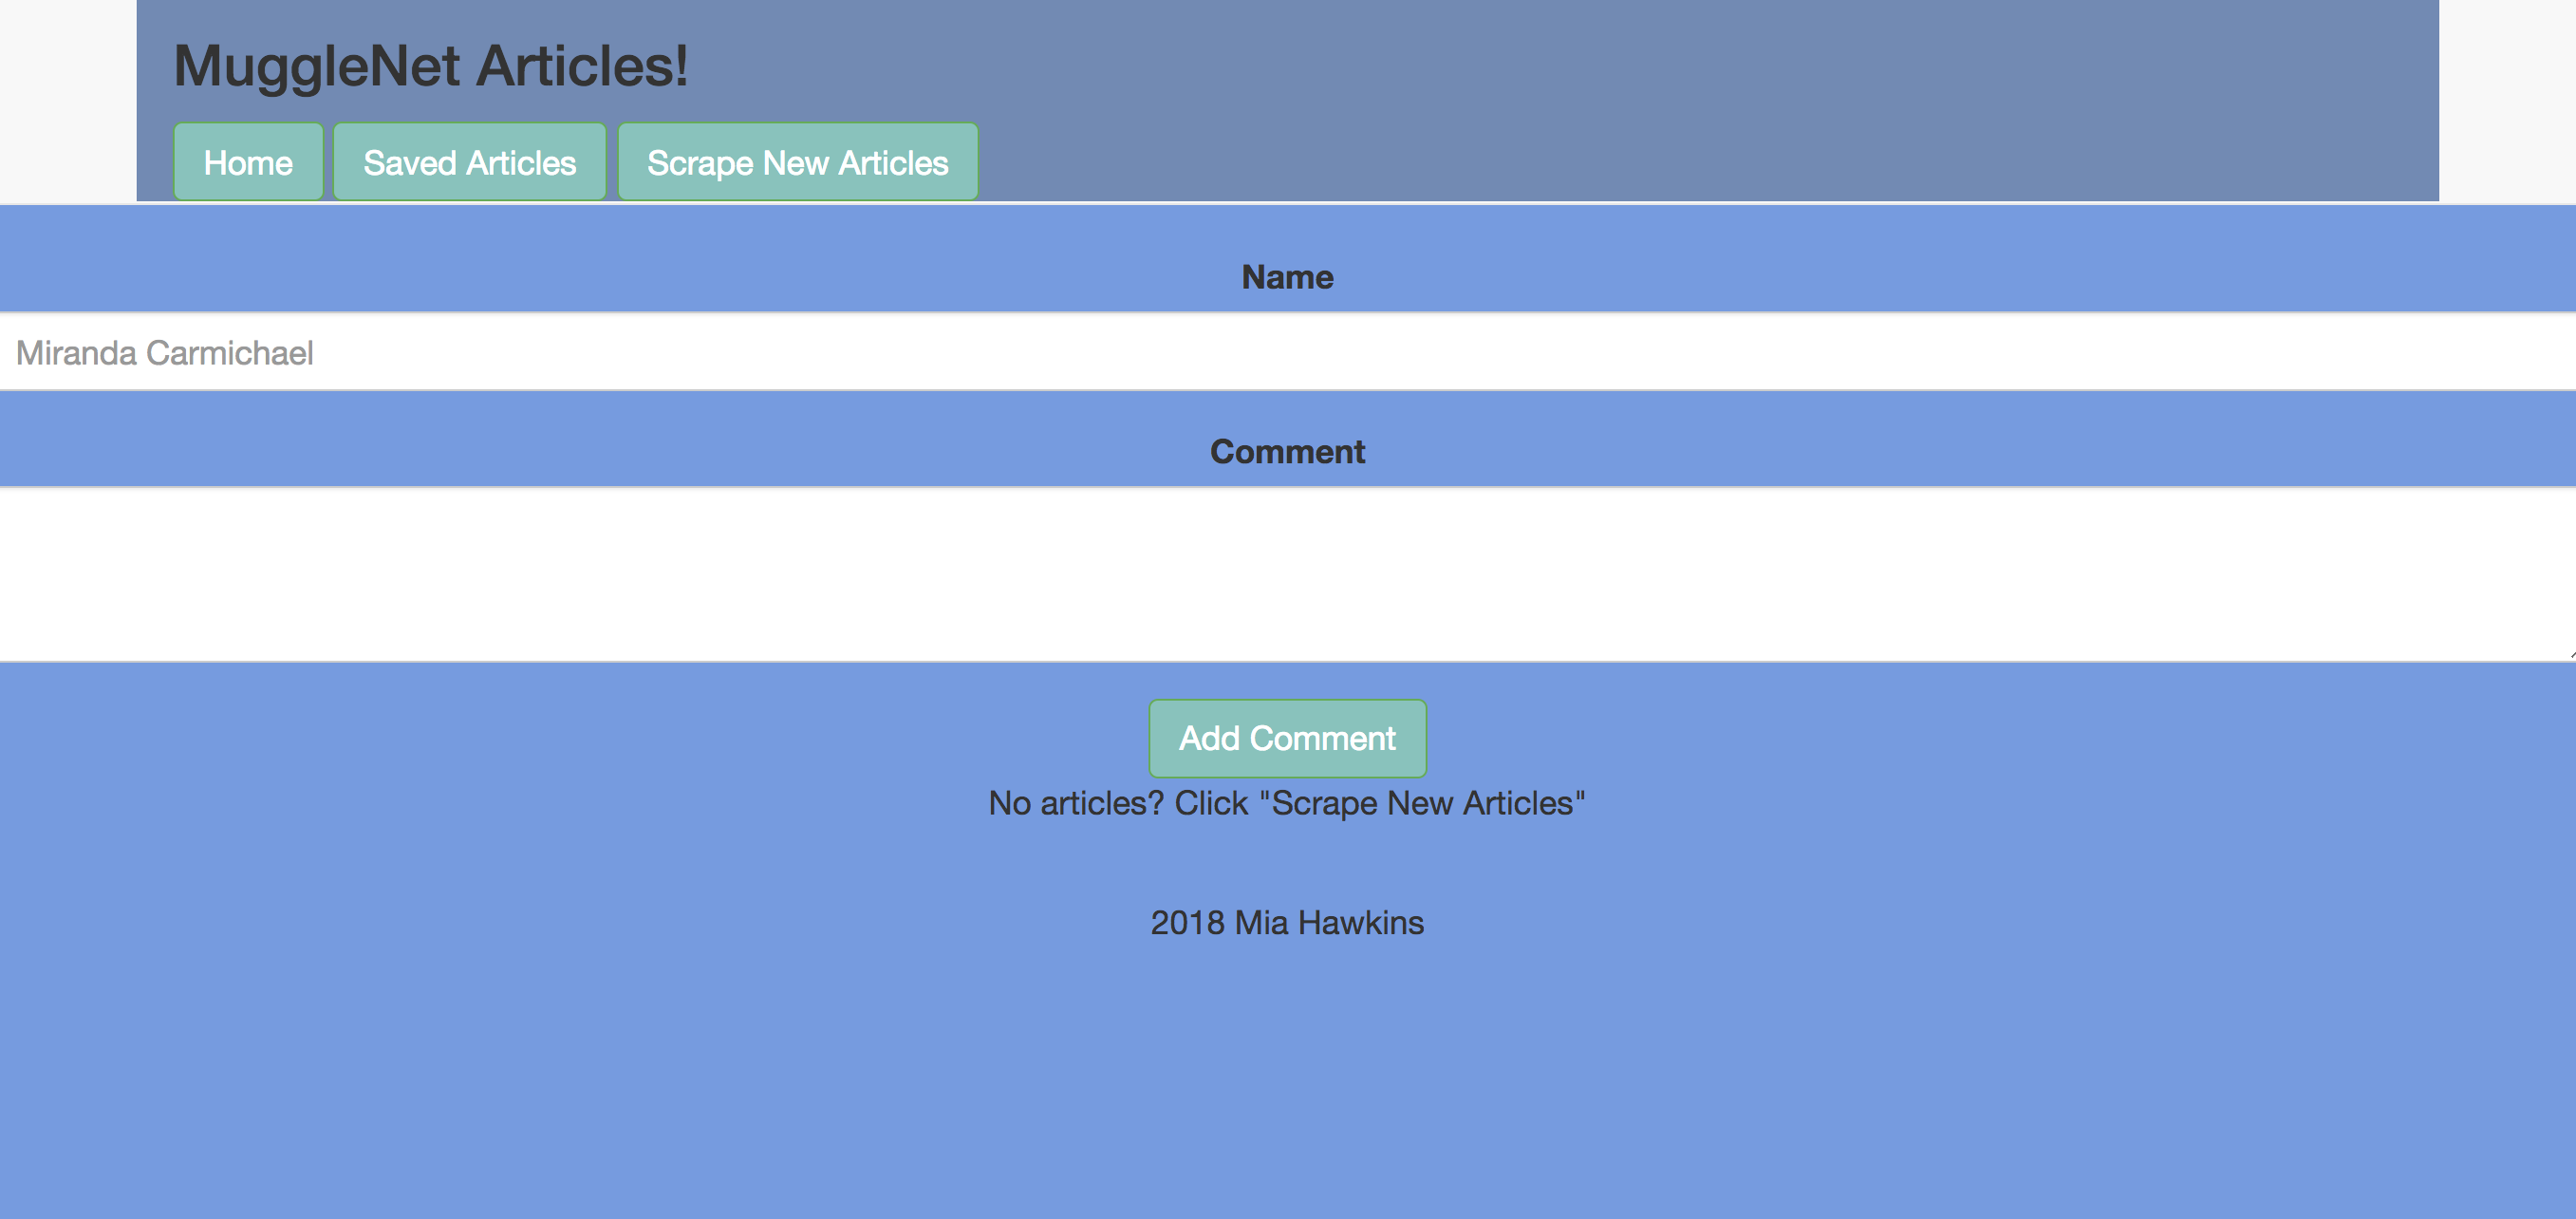 MuggleNet Articles!
Home Saved Articles Scrape New Articles
Name
Miranda Carmichael
Comment
Add Comment
No articles? Click "Scrape New Articles"
2018 Mia Hawkins